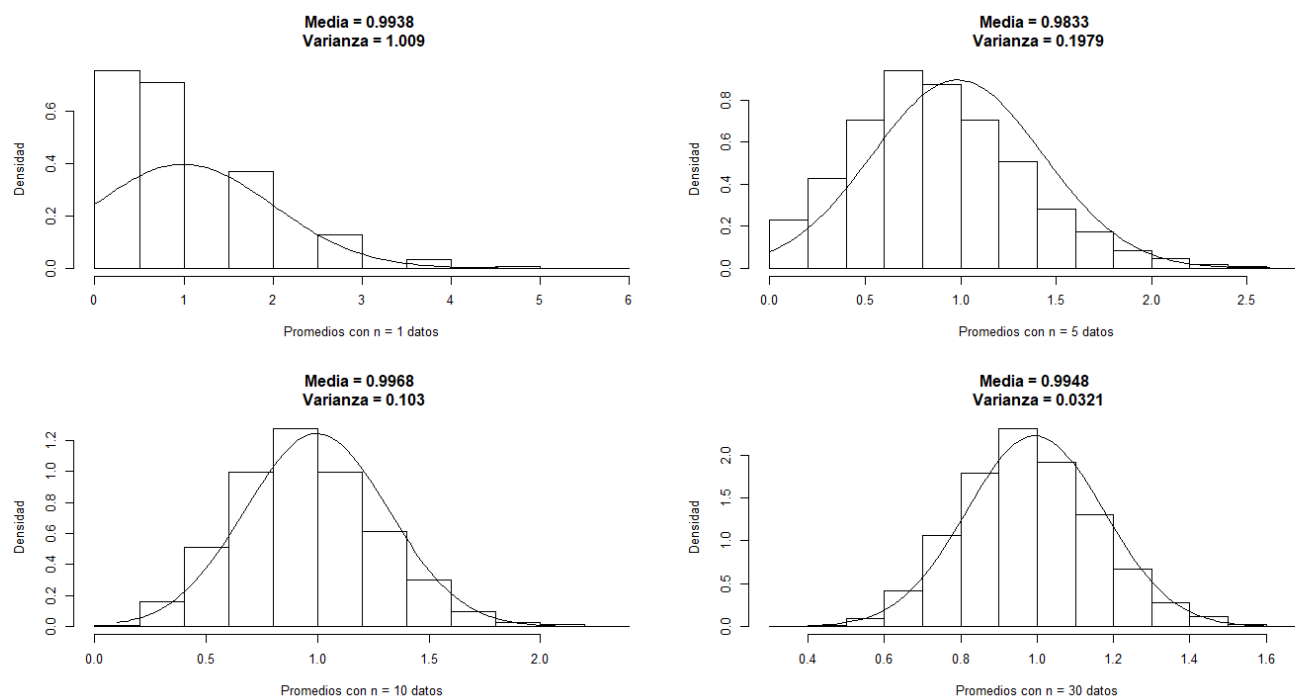 Media = 0.9938
Varianza = 1.009
Densidad
0.0 0.2 0.4 0.6
0 1 2 3 4 5 6
Promedios con n = 1 datos
Media = 0.9833
Varianza = 0.1979
Densidad
0.0 0.2 0.4 0.6 0.8
0.0 0.5 1.0 1.5 2.0 2.5
Promedios con n = 5 datos
Media = 0.9968
Varianza = 0.103
Densidad
0.0 0.2 0.4 0.6 0.8 1.0 1.2
0.0 0.5 1.0 1.5 2.0
Promedios con n = 10 datos
Media = 0.9948
Varianza = 0.0321
Densidad
0.0 0.5 1.0 1.5 2.0
0.4 0.6 0.8 1.0 1.2 1.4 1.6
Promedios con n = 30 datos